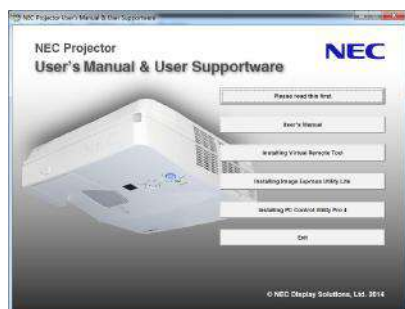 NEC Projector User's Manual & User Supportware
NEC Projector
User's Manual & User Supportware
NEC
Please read this first.
User's Manual
Installing Virtual Remote Tool
Installing Image Express Utility Lite
Installing PC Control Utility Pro 4
Exit
© NEC Display Solutions, Ltd. 2014